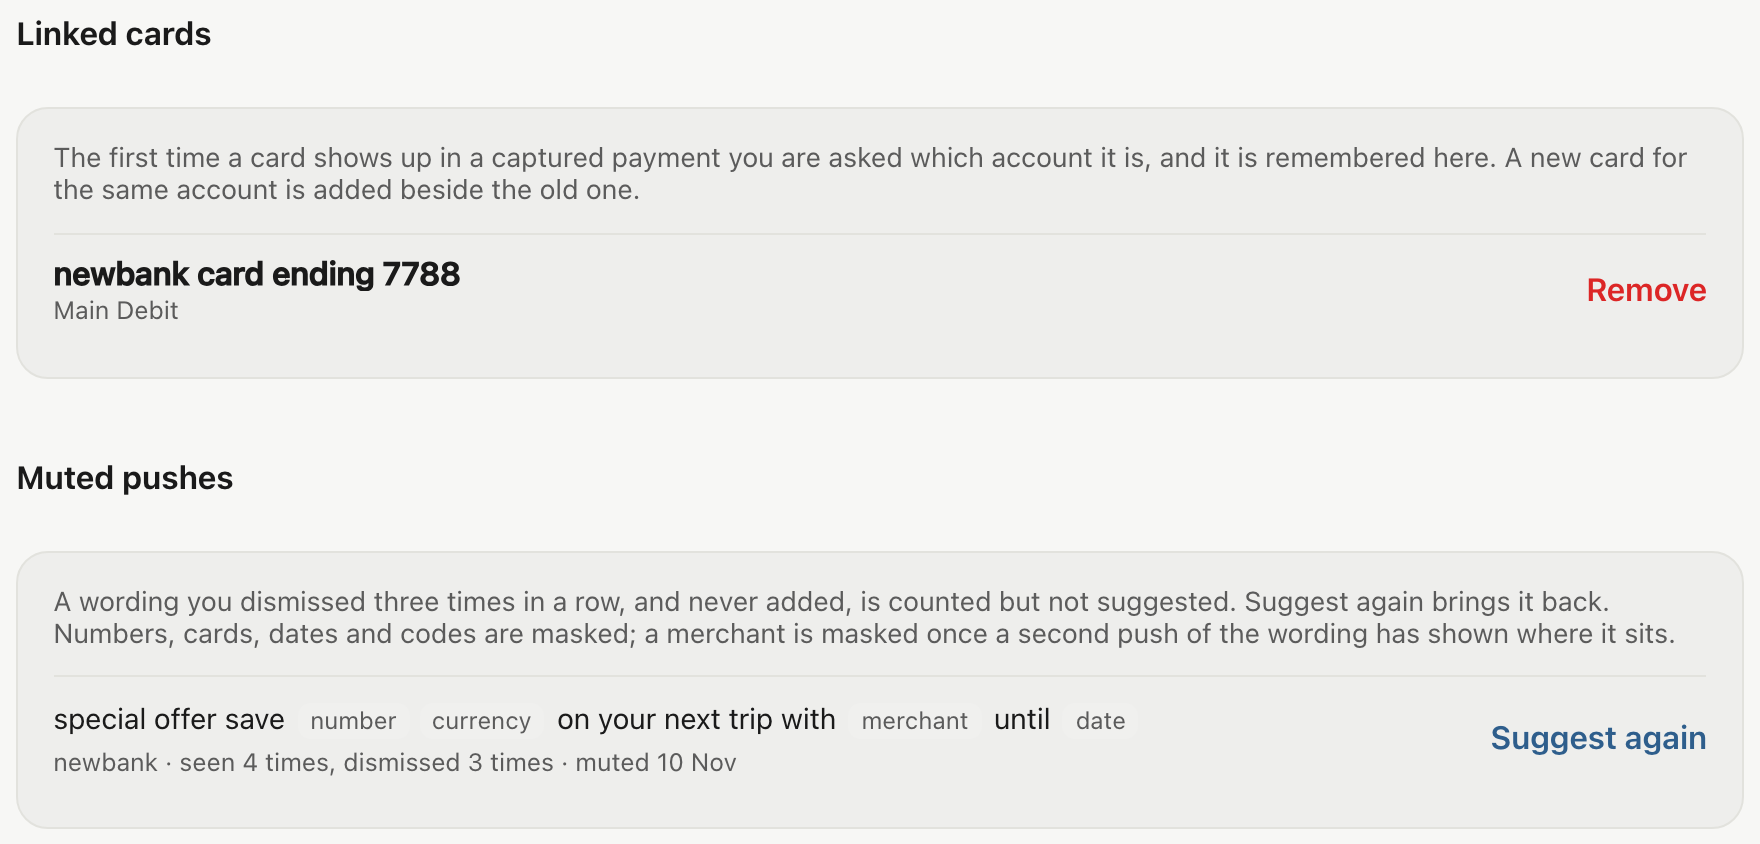 Linked cards
The first time a card shows up in a captured payment you are asked which account it is, and it is remembered here. A new card for
the same account is added beside the old one.
newbank card ending 7788
Main Debit
Remove
Muted pushes
A wording you dismissed three times in a row, and never added, is counted but not suggested. Suggest again brings it back.
Numbers, cards, dates and codes are masked; a merchant is masked once a second push of the wording has shown where it sits.
special offer save number currency on your next trip with merchant until date
newbank · seen 4 times, dismissed 3 times · muted 10 Nov
Suggest again